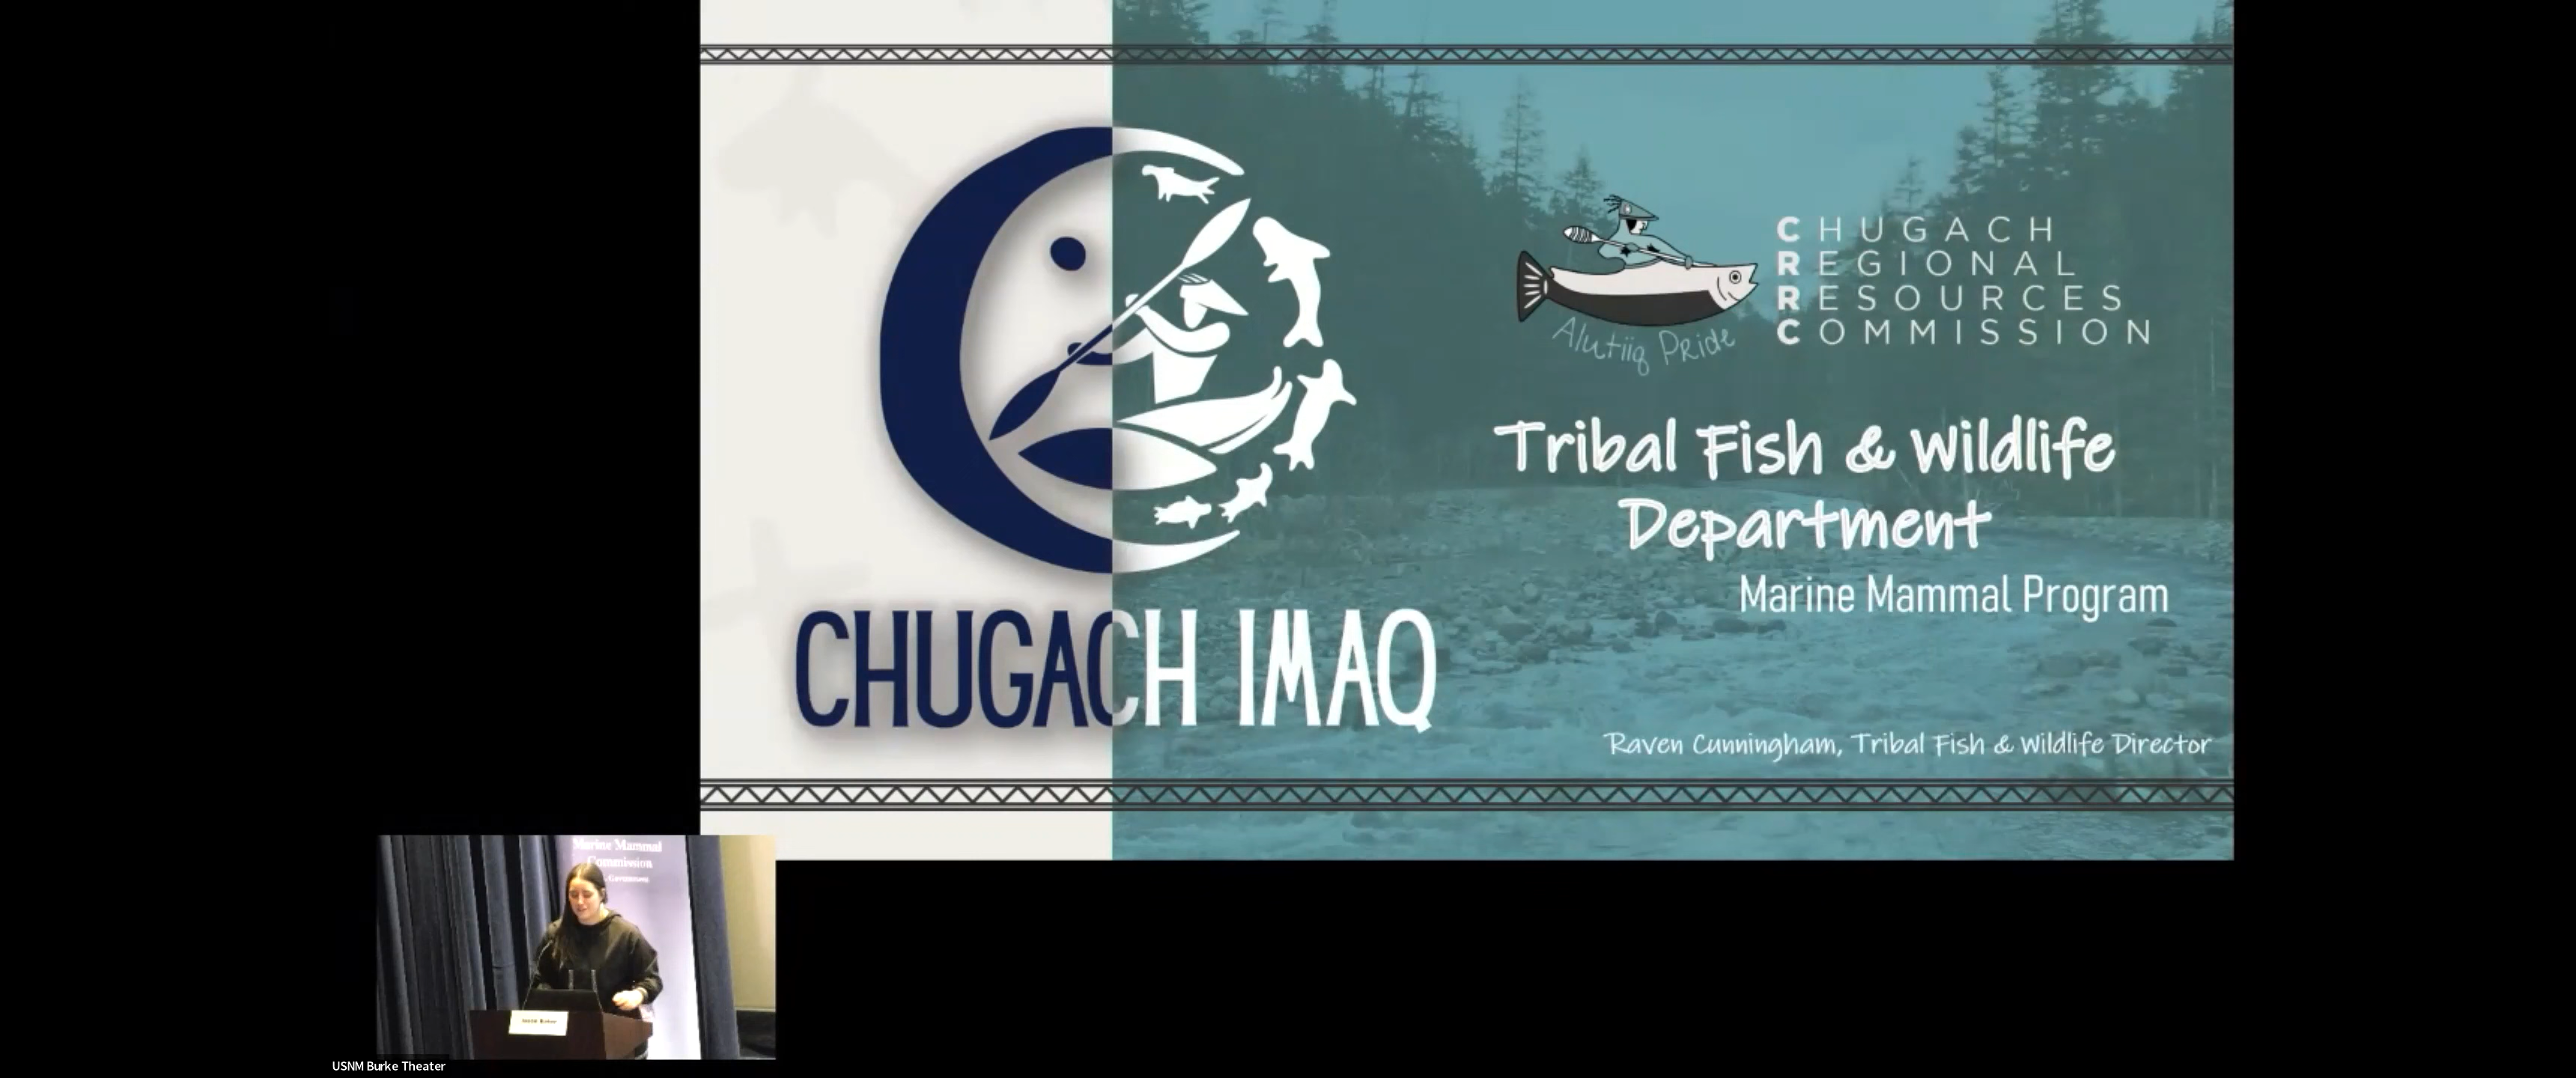 CHUGACH IMAQ
Alutiiq Pride
CHUGACH
REGIONAL
RESOURCES
COMMISSION
Tribal Fish & Wildlife
Department
Marine Mammal Program
Raven Cunningham, Tribal Fish & Wildlife Director
Marine Mammal
Commission
Government
USNM Burke Theater